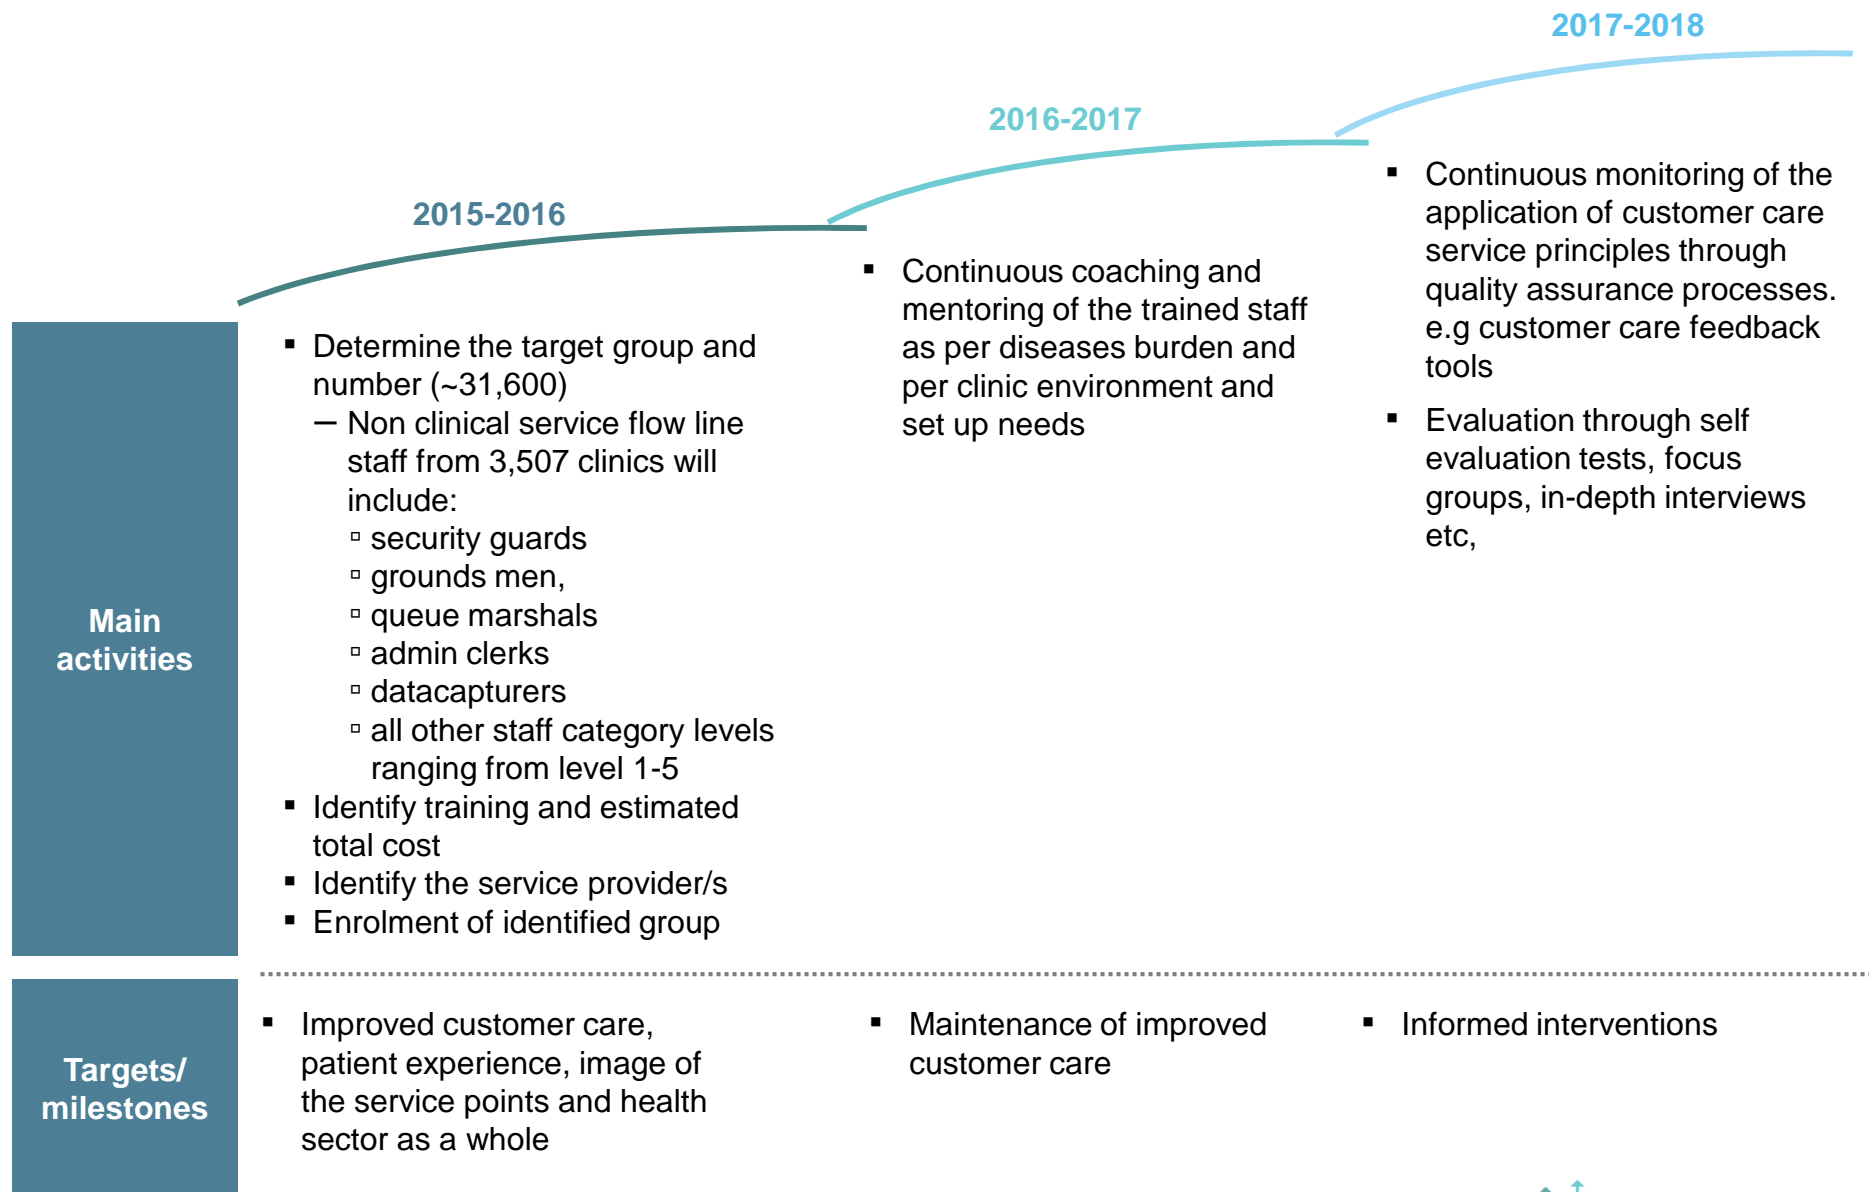 2017-2018
2016-2017
2015-2016
Main
activities
▪ Determine the target group and
number (~31,600)
– Non clinical service flow line
staff from 3,507 clinics will
include:
▫ security guards
▫ grounds men,
▫ queue marshals
▫ admin clerks
▫ datacapturers
▫ all other staff category levels
ranging from level 1-5
▪ Identify training and estimated
total cost
▪ Identify the service provider/s
▪ Enrolment of identified group
▪ Continuous coaching and
mentoring of the trained staff
as per diseases burden and
per clinic environment and
set up needs
▪ Continuous monitoring of the
application of customer care
service principles through
quality assurance processes.
e.g customer care feedback
tools
▪ Evaluation through self
evaluation tests, focus
groups, in-depth interviews
etc,
Targets/
milestones
▪ Improved customer care,
patient experience, image of
the service points and health
sector as a whole
▪ Maintenance of improved
customer care
▪ Informed interventions